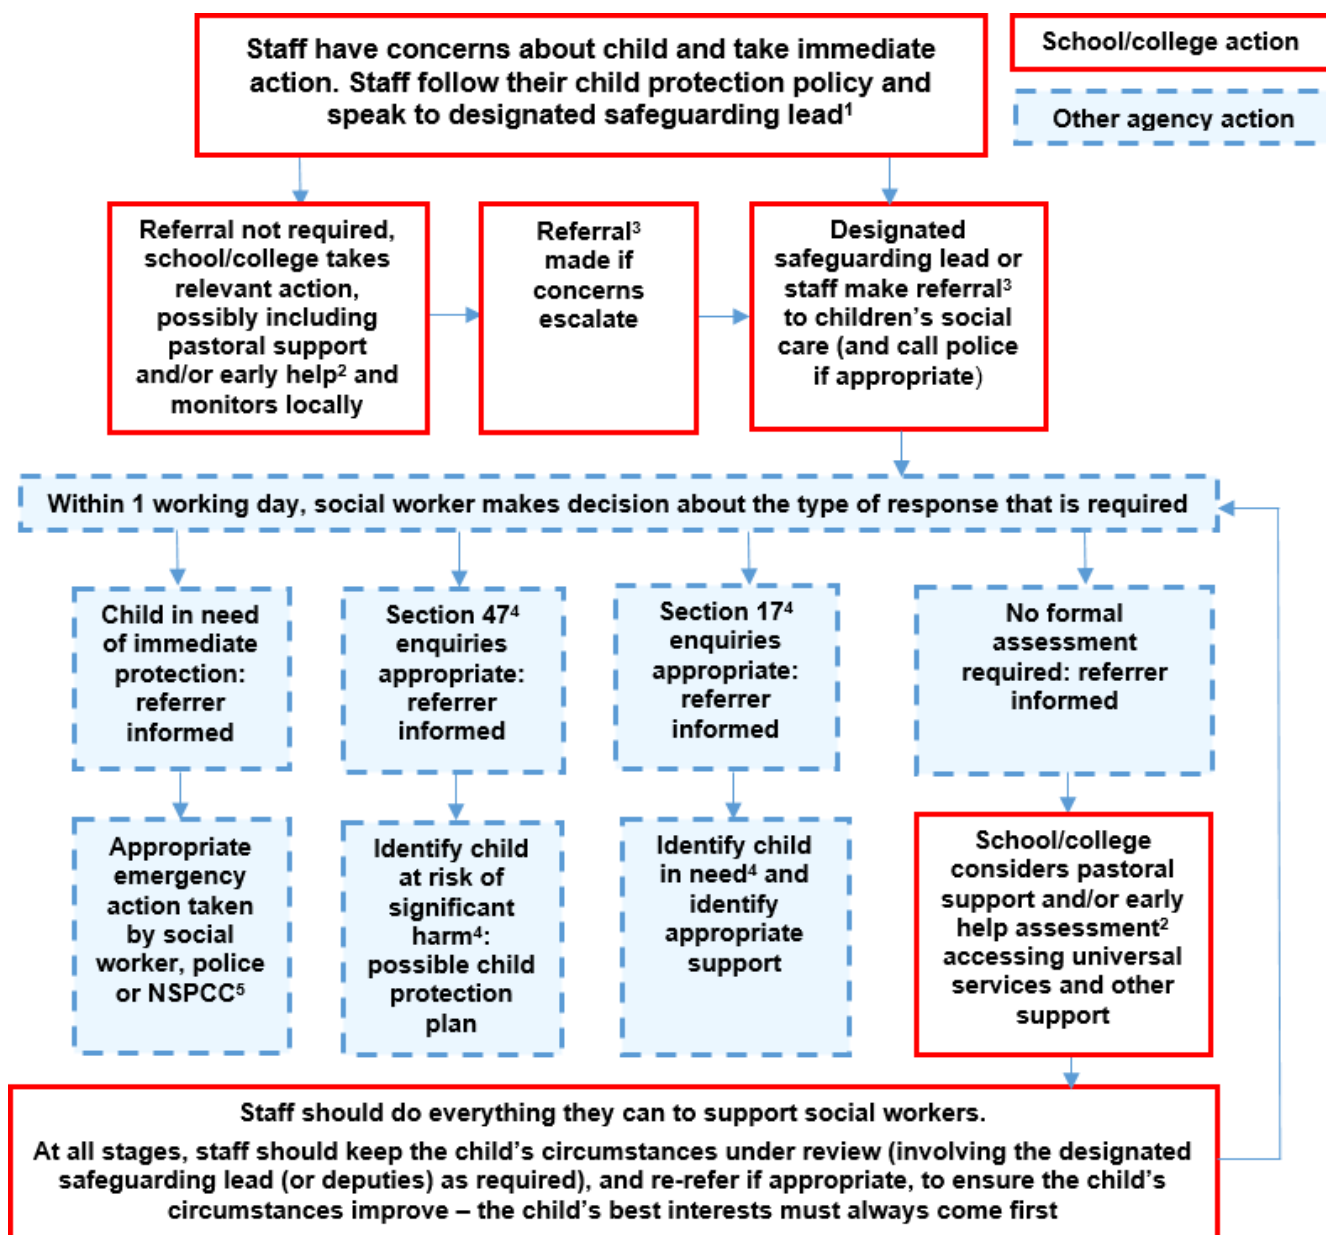 Staff have concerns about child and take immediate
action. Staff follow their child protection policy and
speak to designated safeguarding lead¹
School/college action
Other agency action
Referral not required,
school/college takes
relevant action,
possibly including
pastoral support
and/or early help² and
monitors locally
Referral³
made if
concerns
escalate
Designated
safeguarding lead or
staff make referral³
to children’s social
care (and call police
if appropriate)
Within 1 working day, social worker makes decision about the type of response that is required
Child in need
of immediate
protection:
referrer
informed
Section 47⁴
enquiries
appropriate:
referrer
informed
Section 17⁴
enquiries
appropriate:
referrer
informed
No formal
assessment
required: referrer
informed
Appropriate
emergency
action taken
by social
worker, police
or NSPCC⁵
Identify child
at risk of
significant
harm⁴:
possible child
protection
plan
Identify child
in need⁴ and
identify
appropriate
support
School/college
considers pastoral
support and/or early
help assessment²
accessing universal
services and other
support
Staff should do everything they can to support social workers.
At all stages, staff should keep the child’s circumstances under review (involving the designated
safeguarding lead (or deputies) as required), and re-refer if appropriate, to ensure the child’s
circumstances improve – the child’s best interests must always come first